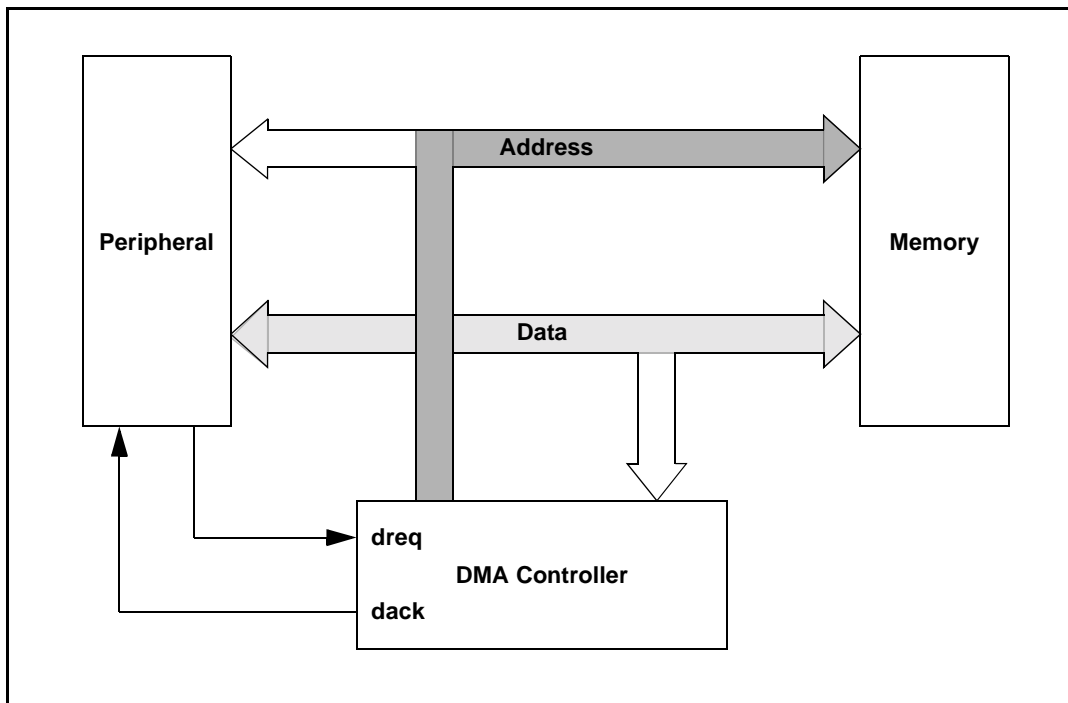 Address
Peripheral
Memory
Data
dreq
DMA Controller
dack